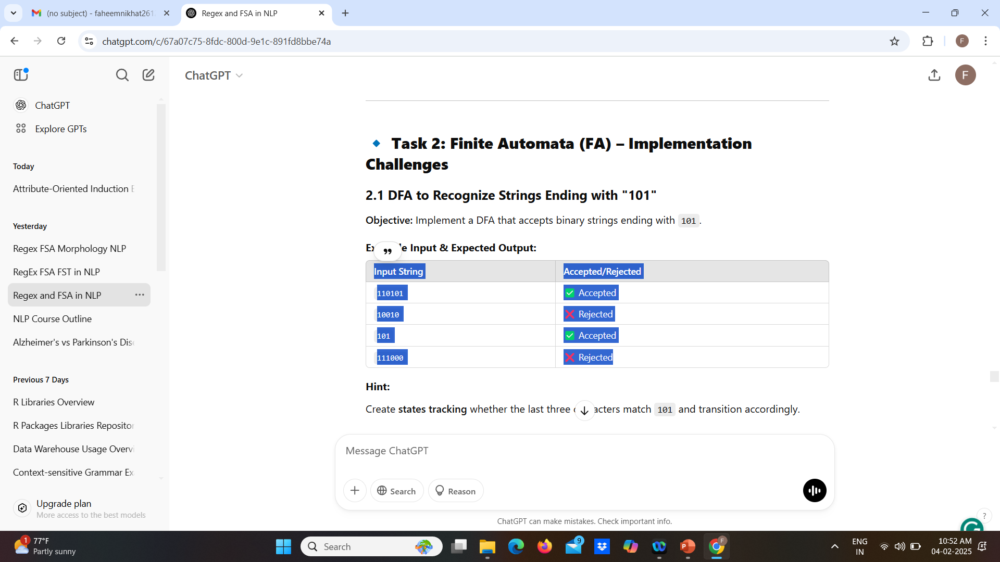 (no subject) - faheemnikhat261
Regex and FSA in NLP
chatgpt.com/c/67a07c75-8fdc-800d-9e1c-891fd8bbe74a
F
ChatGPT
F
ChatGPT
Explore GPTs
Today
Attribute-Oriented Induction E
Yesterday
Regex FSA Morphology NLP
RegEx FSA FST in NLP
Regex and FSA in NLP
NLP Course Outline
Alzheimer's vs Parkinson's Dise
Previous 7 Days
R Libraries Overview
R Packages Libraries Repositor
Data Warehouse Usage Overvi
Context-sensitive Grammar Ex
Upgrade plan
More access to the best models
Task 2: Finite Automata (FA) – Implementation
Challenges
2.1 DFA to Recognize Strings Ending with "101"
Objective: Implement a DFA that accepts binary strings ending with 101.
Input & Expected Output:
Input String Accepted/Rejected
110101 ✅ Accepted
10010 ❌ Rejected
101 ✅ Accepted
111000 ❌ Rejected
Hint:
Create states tracking whether the last three acters match 101 and transition accordingly.
Message ChatGPT
Search
Reason
ChatGPT can make mistakes. Check important info.
?
1
77°F
Partly sunny
Search
9
F
ENG
IN
10:52 AM
04-02-2025